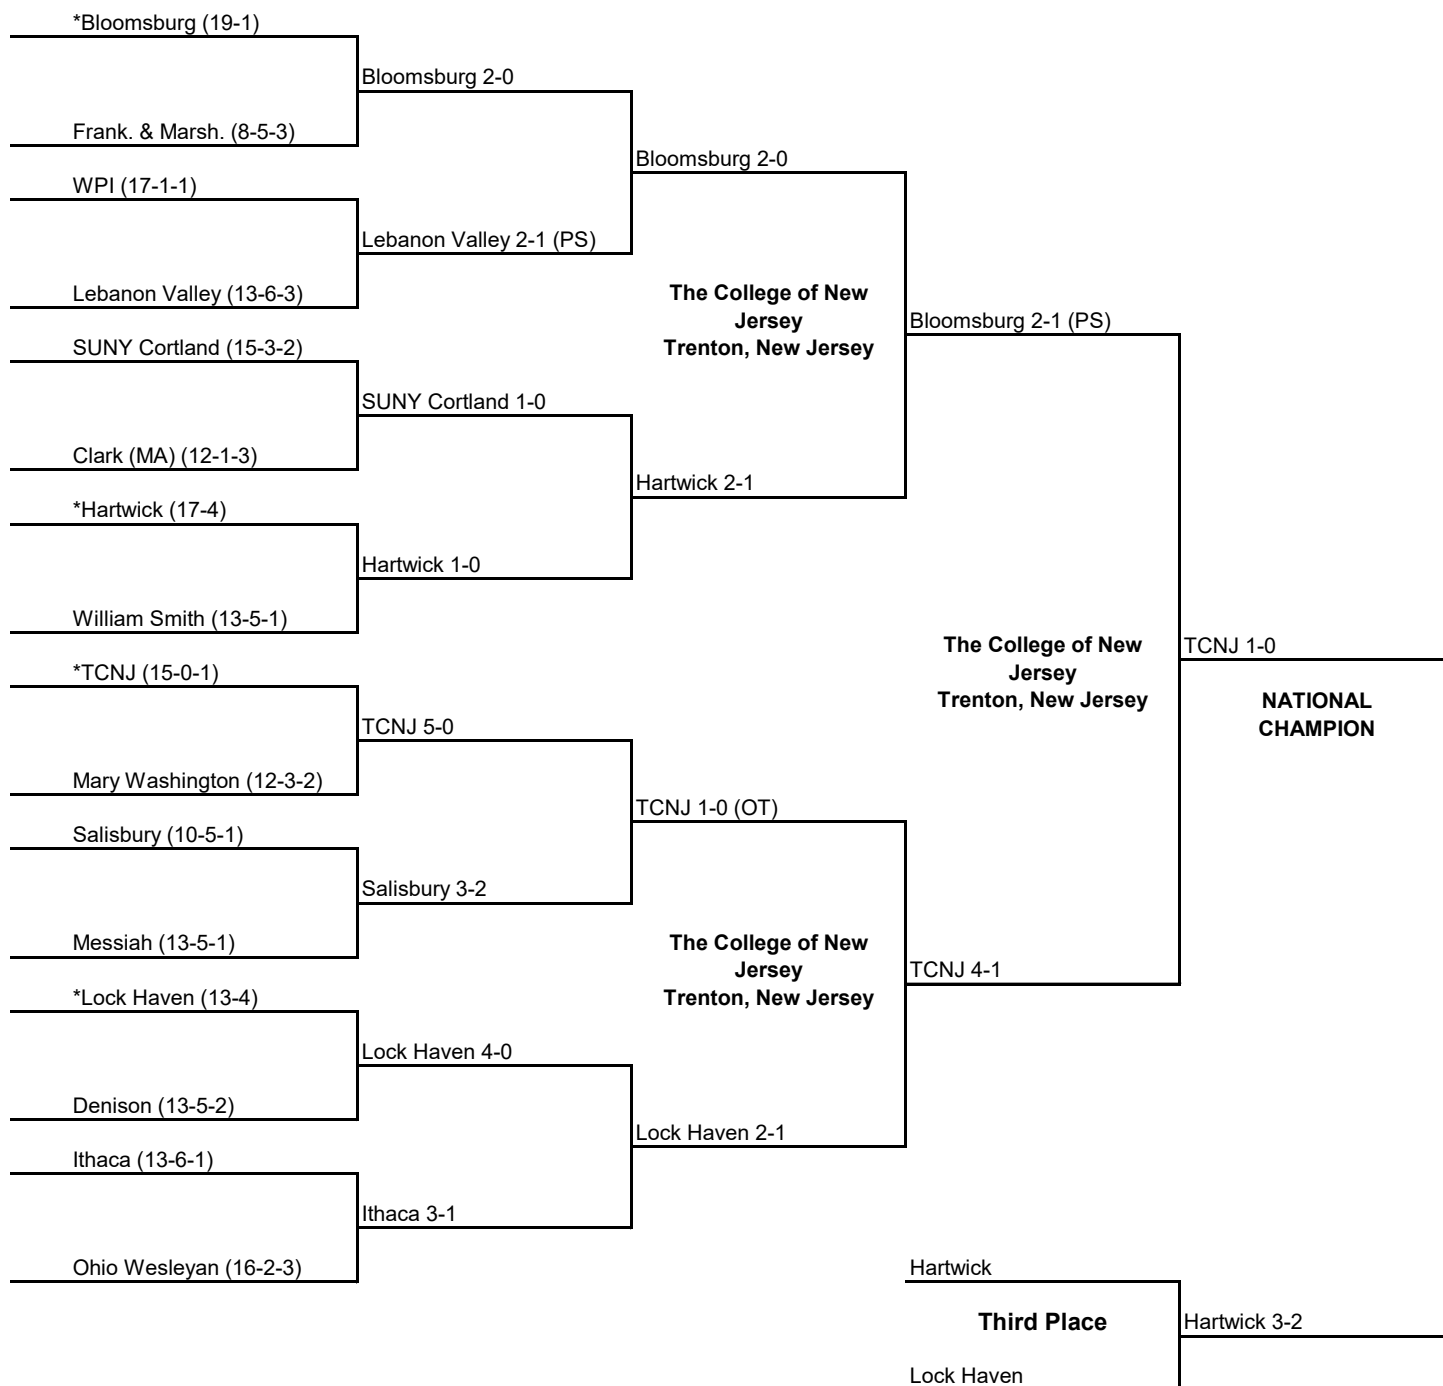 *Bloomsburg (19-1)
Bloomsburg 2-0
Frank. & Marsh. (8-5-3)
Bloomsburg 2-0
WPI (17-1-1)
Lebanon Valley 2-1 (PS)
Lebanon Valley (13-6-3)
The College of New
Jersey
Trenton, New Jersey
Bloomsburg 2-1 (PS)
SUNY Cortland (15-3-2)
SUNY Cortland 1-0
Clark (MA) (12-1-3)
Hartwick 2-1
*Hartwick (17-4)
Hartwick 1-0
William Smith (13-5-1)
The College of New
Jersey
Trenton, New Jersey
TCNJ 1-0
NATIONAL
CHAMPION
*TCNJ (15-0-1)
TCNJ 5-0
Mary Washington (12-3-2)
TCNJ 1-0 (OT)
Salisbury (10-5-1)
Salisbury 3-2
Messiah (13-5-1)
The College of New
Jersey
Trenton, New Jersey
TCNJ 4-1
*Lock Haven (13-4)
Lock Haven 4-0
Denison (13-5-2)
Lock Haven 2-1
Ithaca (13-6-1)
Ithaca 3-1
Ohio Wesleyan (16-2-3)
Hartwick
Third Place
Hartwick 3-2
Lock Haven